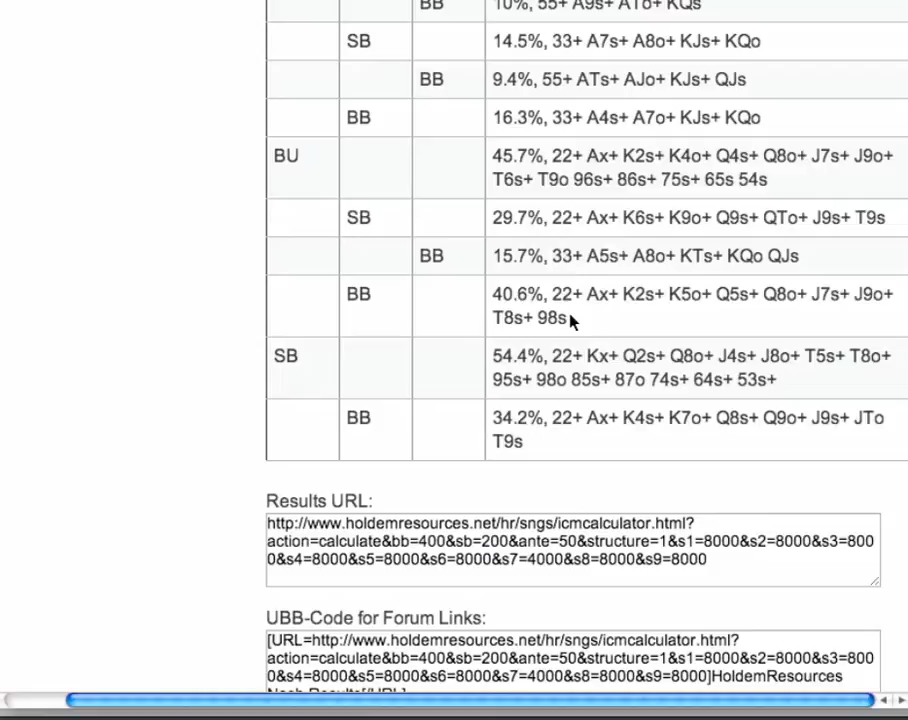 BB 10%, 55+ A9s+ ATo+ KQs
SB 14.5%, 33+ A7s+ A8o+ KJs+ KQo
BB 9.4%, 55+ ATs+ AJo+ KJs+ QJs
BB 16.3%, 33+ A4s+ A7o+ KJs+ KQo
BU 45.7%, 22+ Ax+ K2s+ K4o+ Q4s+ Q8o+ J7s+ J9o+
T6s+ T9o 96s+ 86s+ 75s+ 65s 54s
SB 29.7%, 22+ Ax+ K6s+ K9o+ Q9s+ QTo+ J9s+ T9s
BB 15.7%, 33+ A5s+ A8o+ KTs+ KQo QJs
BB 40.6%, 22+ Ax+ K2s+ K5o+ Q5s+ Q8o+ J7s+ J9o+
T8s+ 98s
SB 54.4%, 22+ Kx+ Q2s+ Q8o+ J4s+ J8o+ T5s+ T8o+
95s+ 98o 85s+ 87o 74s+ 64s+ 53s+
BB 34.2%, 22+ Ax+ K4s+ K7o+ Q8s+ Q9o+ J9s+ JTo
T9s
Results URL:
http://www.holdemresources.net/hr/sngs/icmcalculator.html?
action=calculate&bb=400&sb=200&ante=50&structure=1&s1=8000&s2=8000&s3=800
0&s4=8000&s5=8000&s6=8000&s7=4000&s8=8000&s9=8000
UBB-Code for Forum Links:
[URL=http://www.holdemresources.net/hr/sngs/icmcalculator.html?
action=calculate&bb=400&sb=200&ante=50&structure=1&s1=8000&s2=8000&s3=800
0&s4=8000&s5=8000&s6=8000&s7=4000&s8=8000&s9=8000]HoldemResources
Nash Results[/URL]